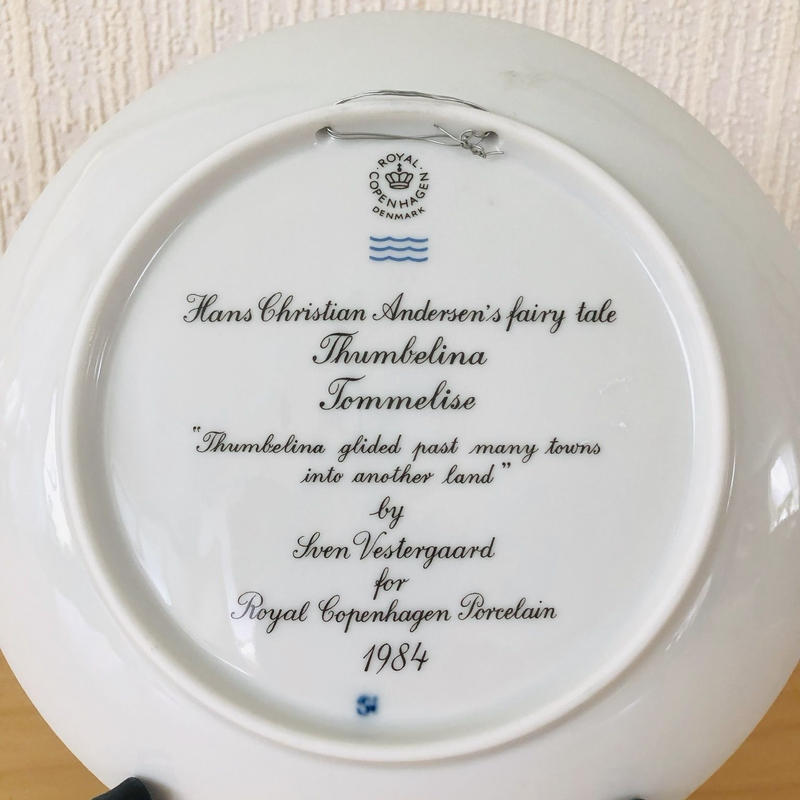 ROYAL
COPENHAGEN
DENMARK
Hans Christian Andersen's fairy tale
Thumbelina
Tommelise
"Thumbelina glided past many towns
into another land"
by
Sven Vestergaard
for
Royal Copenhagen Porcelain
1984